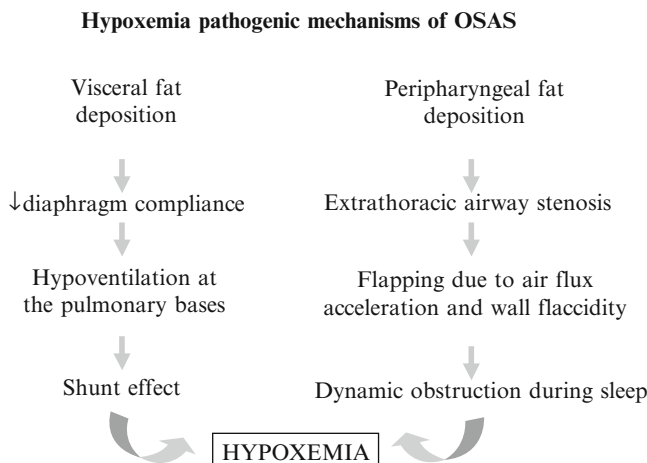 Hypoxemia pathogenic mechanisms of OSAS
Visceral fat
deposition
↓diaphragm compliance
Hypoventilation at
the pulmonary bases
Shunt effect
Peripharyngeal fat
deposition
Extrathoracic airway stenosis
Flapping due to air flux
acceleration and wall flaccidity
Dynamic obstruction during sleep
HYPOXEMIA